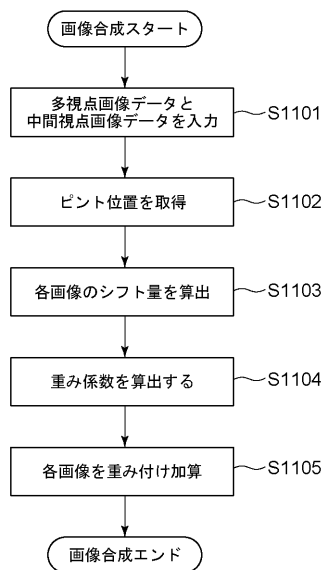 画像合成スタート
多視点画像データと
中間視点画像データを入力
S1101
ピント位置を取得
S1102
各画像のシフト量を算出
S1103
重み係数を算出する
S1104
各画像を重み付け加算
S1105
画像合成エンド